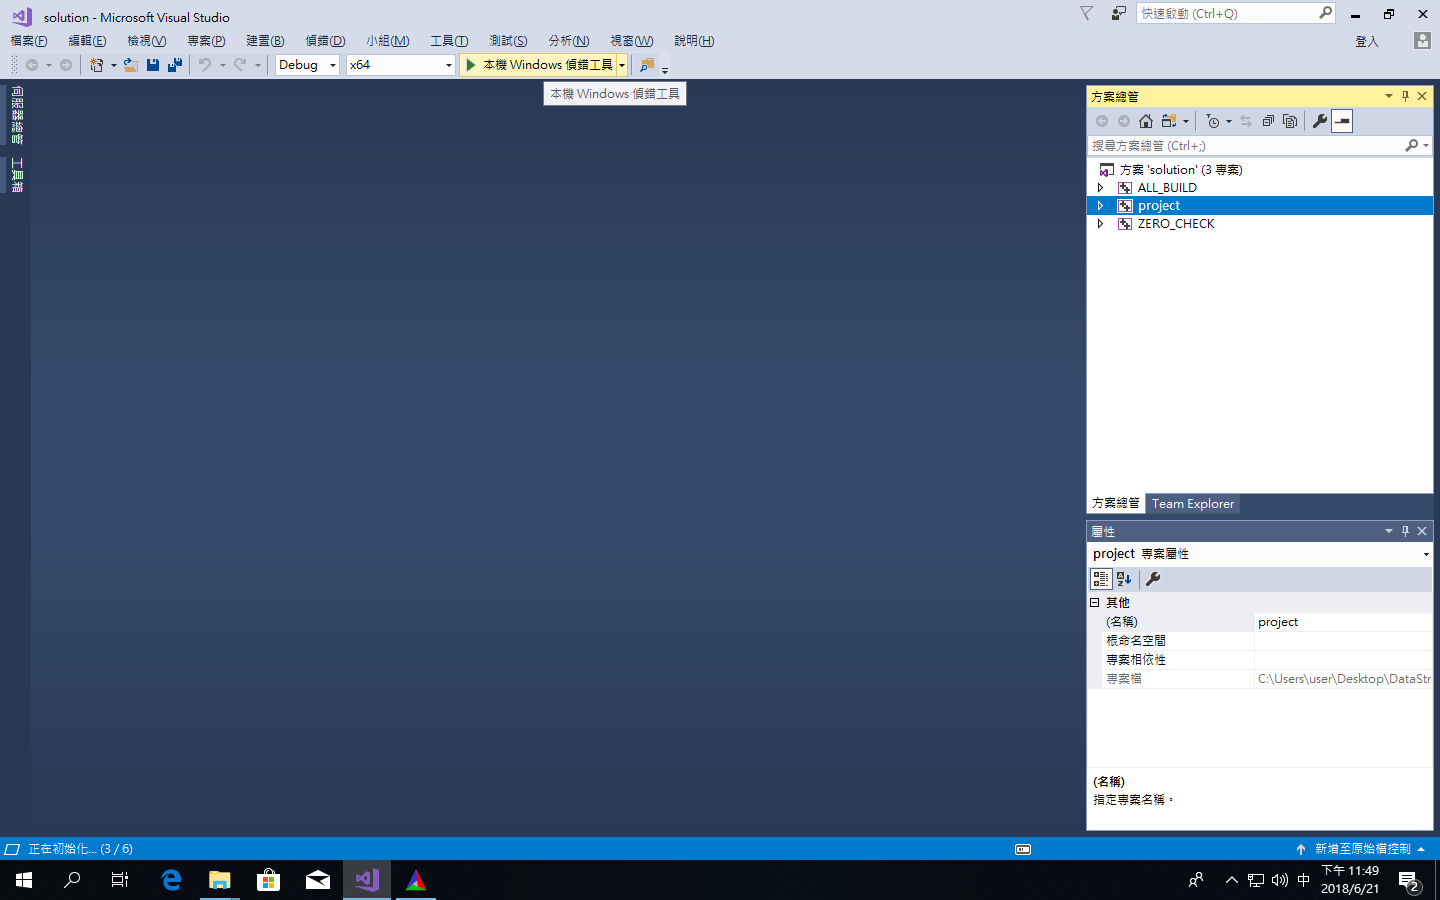 solution - Microsoft Visual Studio
快速啟動 (Ctrl+Q)
檔案(F) 編輯(E) 檢視(V) 專案(P) 建置(B) 偵錯(D) 小組(M) 工具(T) 測試(S) 分析(N) 視窗(W) 說明(H)
登入
Debug x64 本機 Windows 偵錯工具
本機 Windows 偵錯工具
伺服器總管
工具箱
方案總管
搜尋方案總管 (Ctrl+;)
方案 'solution' (3 專案)
ALL_BUILD
project
ZERO_CHECK
方案總管 Team Explorer
屬性
project 專案屬性
其他
(名稱) project
根命名空間
專案相依性
專案檔 C:\Users\user\Desktop\DataStr
(名稱)
指定專案名稱。
正在初始化... (3 / 6)
新增至原始檔控制
中
下午 11:49
2018/6/21
2